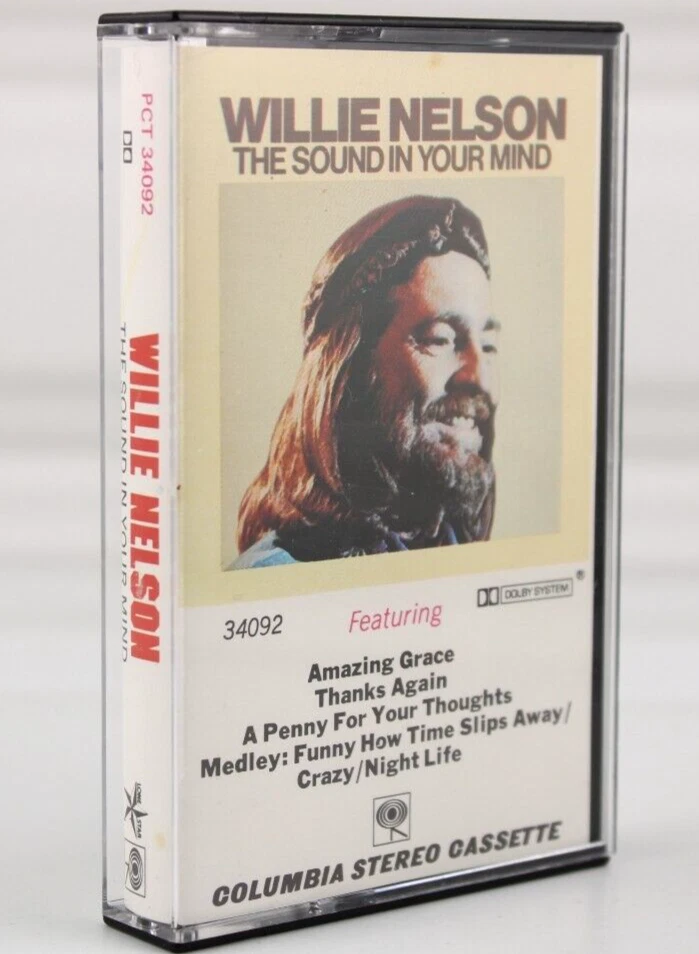 PCT 34092
WILLIE NELSON
THE SOUND IN YOUR MIND
LONE STAR
WILLIE NELSON
THE SOUND IN YOUR MIND
34092
Featuring
DOLBY SYSTEM ®
Amazing Grace
Thanks Again
A Penny For Your Thoughts
Medley: Funny How Time Slips Away/
Crazy/Night Life
COLUMBIA STEREO CASSETTE